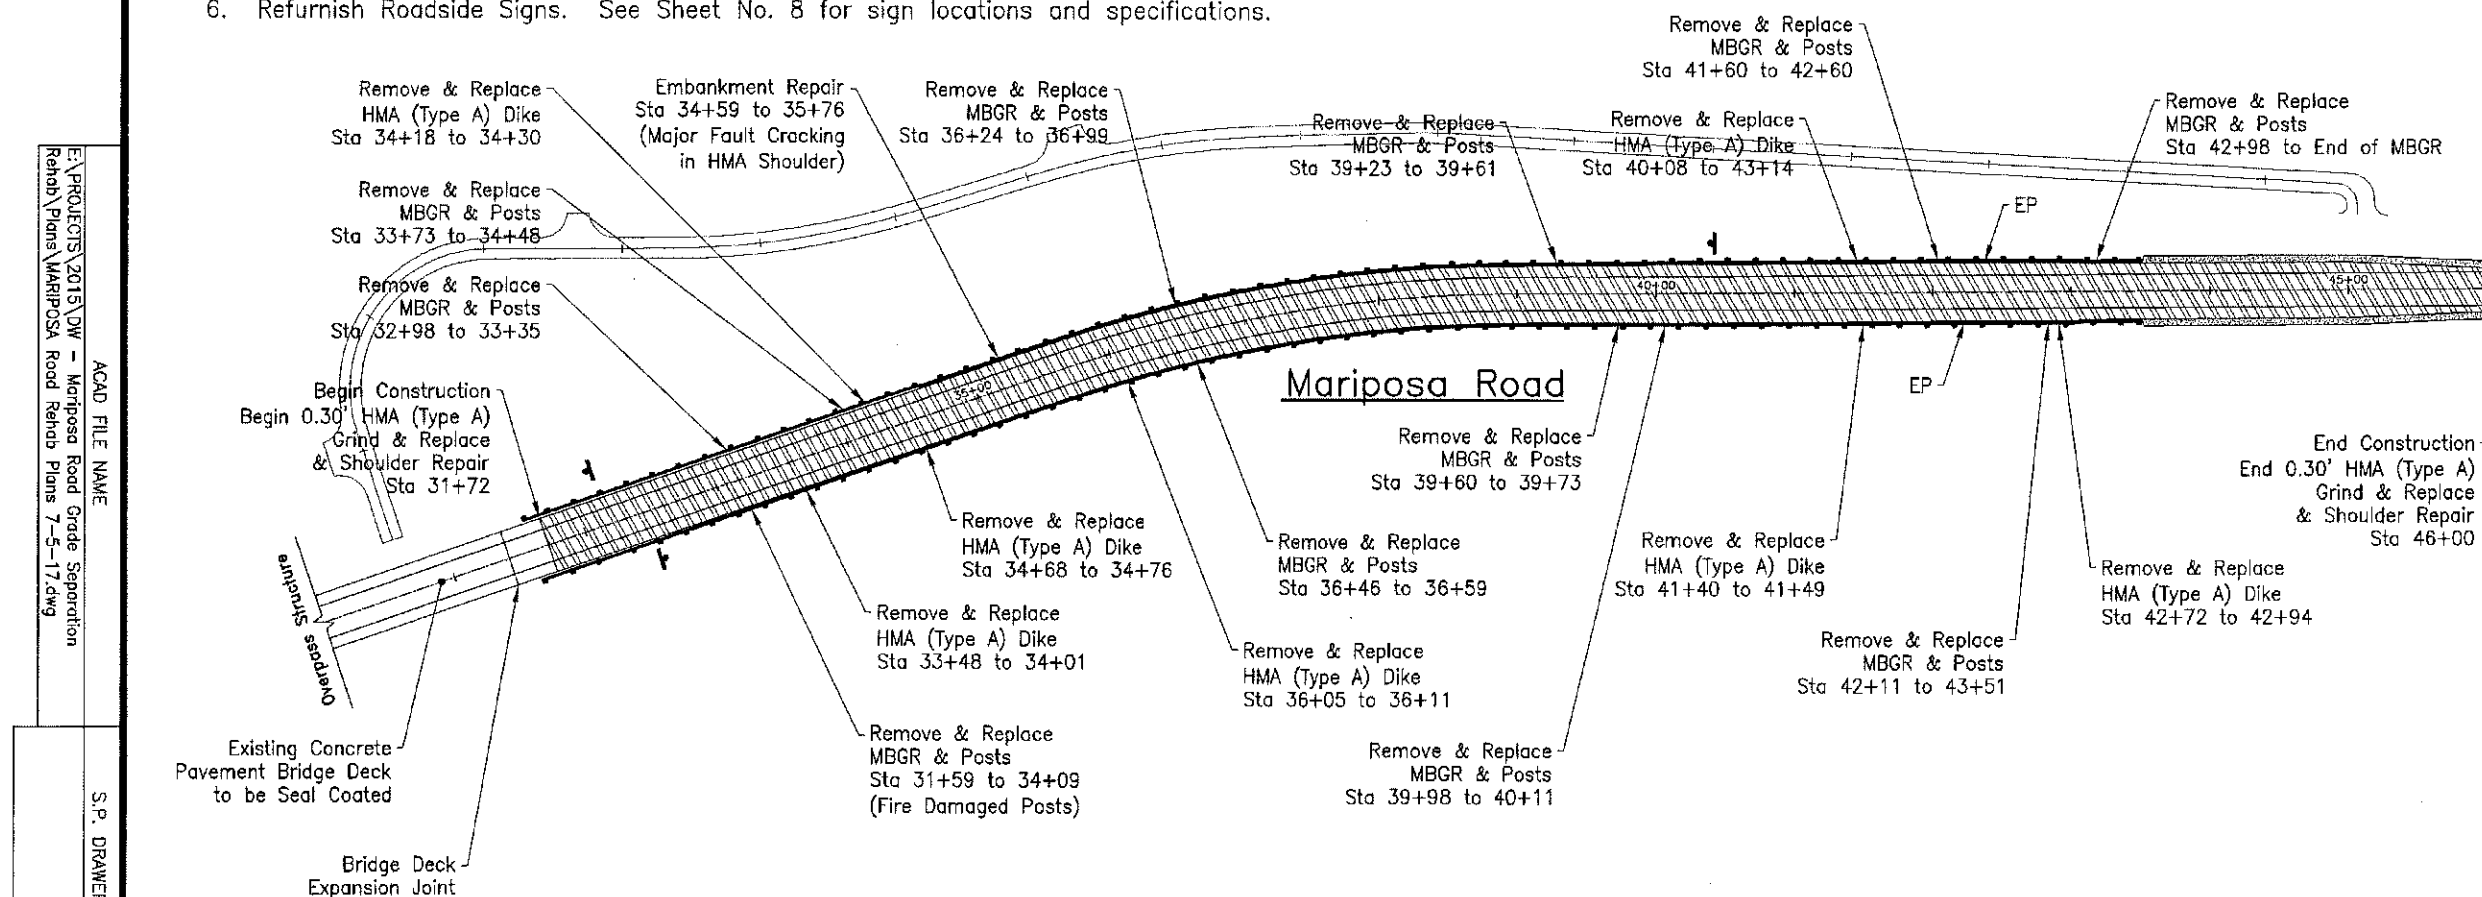 6. Refurnish Roadside Signs. See Sheet No. 8 for sign locations and specifications.
Remove & Replace
HMA (Type A) Dike
Sta 34+18 to 34+30
Embankment Repair
Sta 34+59 to 35+76
(Major Fault Cracking
in HMA Shoulder)
Remove & Replace
MBGR & Posts
Sta 36+24 to 36+99
Remove & Replace
MBGR & Posts
Sta 39+23 to 39+61
Remove & Replace
HMA (Type A) Dike
Sta 40+08 to 43+14
Remove & Replace
MBGR & Posts
Sta 41+60 to 42+60
Remove & Replace
MBGR & Posts
Sta 42+98 to End of MBGR
Remove & Replace
MBGR & Posts
Sta 33+73 to 34+48
Remove & Replace
MBGR & Posts
Sta 32+98 to 33+35
EP
40+00
45+00
35+00
Begin Construction
Begin 0.30' HMA (Type A)
Grind & Replace
& Shoulder Repair
Sta 31+72
Mariposa Road
EP
Remove & Replace
MBGR & Posts
Sta 39+60 to 39+73
End Construction
End 0.30' HMA (Type A)
Grind & Replace
& Shoulder Repair
Sta 46+00
Remove & Replace
HMA (Type A) Dike
Sta 34+68 to 34+76
Remove & Replace
MBGR & Posts
Sta 36+46 to 36+59
Remove & Replace
HMA (Type A) Dike
Sta 41+40 to 41+49
Remove & Replace
HMA (Type A) Dike
Sta 42+72 to 42+94
Overpass Structure
Remove & Replace
HMA (Type A) Dike
Sta 33+48 to 34+01
Remove & Replace
HMA (Type A) Dike
Sta 36+05 to 36+11
Remove & Replace
MBGR & Posts
Sta 42+11 to 43+51
Existing Concrete
Pavement Bridge Deck
to be Seal Coated
Remove & Replace
MBGR & Posts
Sta 31+59 to 34+09
(Fire Damaged Posts)
Remove & Replace
MBGR & Posts
Sta 39+98 to 40+11
Bridge Deck
Expansion Joint
ACAD FILE NAME
E:\PROJECTS\2015\DW - Mariposa Road Grade Separation
Rehab\Plans\MARIPOSA Road Rehab Plans 7-5-17.dwg
S.P. DRAWER